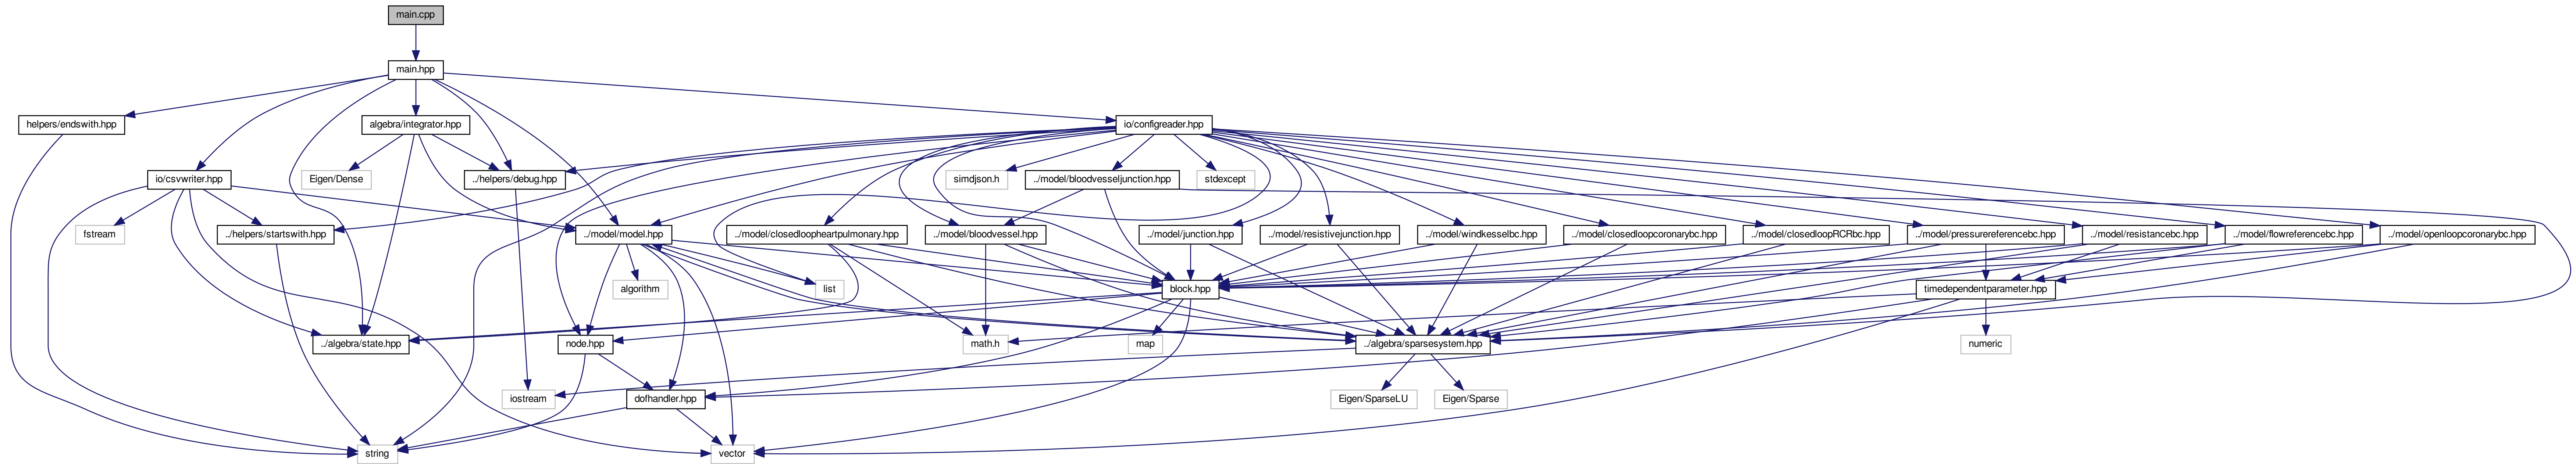 main.cpp
main.hpp
helpers/endswith.hpp
algebra/integrator.hpp
io/configreader.hpp
io/csvwriter.hpp
Eigen/Dense
../helpers/debug.hpp
simdjson.h
../model/bloodvesseljunction.hpp
stdexcept
fstream
../helpers/startswith.hpp
../model/model.hpp
../model/closedloopheartpulmonary.hpp
../model/bloodvessel.hpp
../model/junction.hpp
../model/resistivejunction.hpp
../model/windkesselbc.hpp
../model/closedloopcoronarybc.hpp
../model/closedloopRCRbc.hpp
../model/pressurereferencebc.hpp
../model/resistancebc.hpp
../model/flowreferencebc.hpp
../model/openloopcoronarybc.hpp
algorithm
list
block.hpp
timedependentparameter.hpp
../algebra/state.hpp
node.hpp
math.h
map
../algebra/sparsesystem.hpp
numeric
iostream
dofhandler.hpp
Eigen/SparseLU
Eigen/Sparse
string
vector